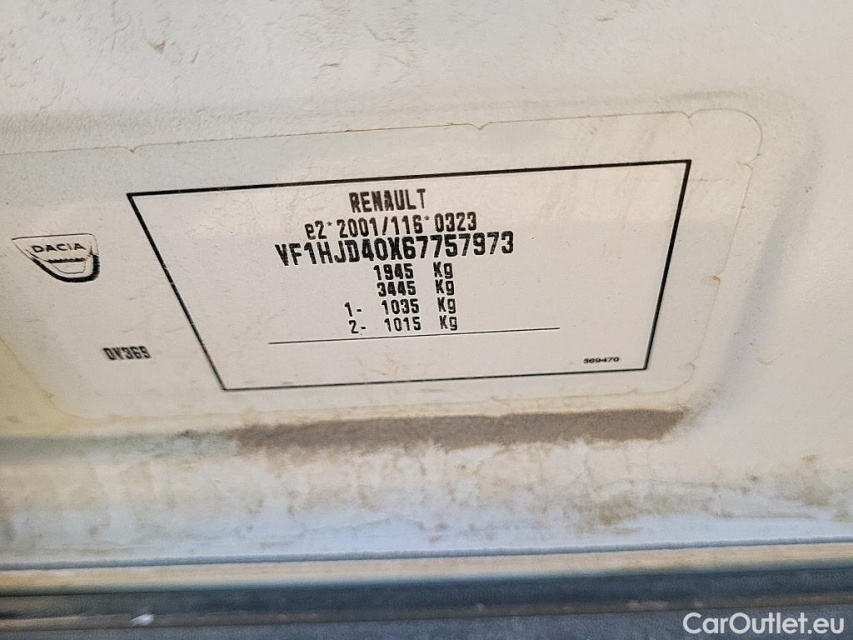 RENAULT
e2*2001/116*0323
VF1HJD40X67757973
1945 Kg
3445 Kg
1- 1035 Kg
2- 1015 Kg
DACIA
DV369
569470
CarOutlet.eu